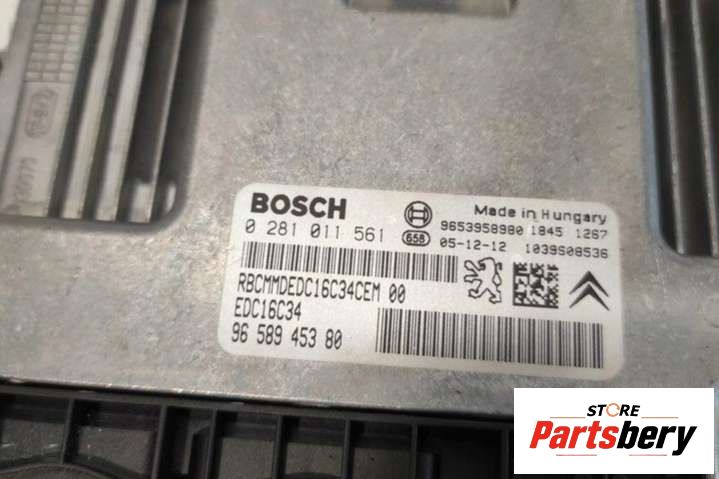 BOSCH
0 281 011 561
Made in Hungary
9653958980 1845 1267
658 05-12-12 1039S08536
RBCMMDEDC16C34CEM 00
EDC16C34
96 589 453 80
STORE
Partsbery